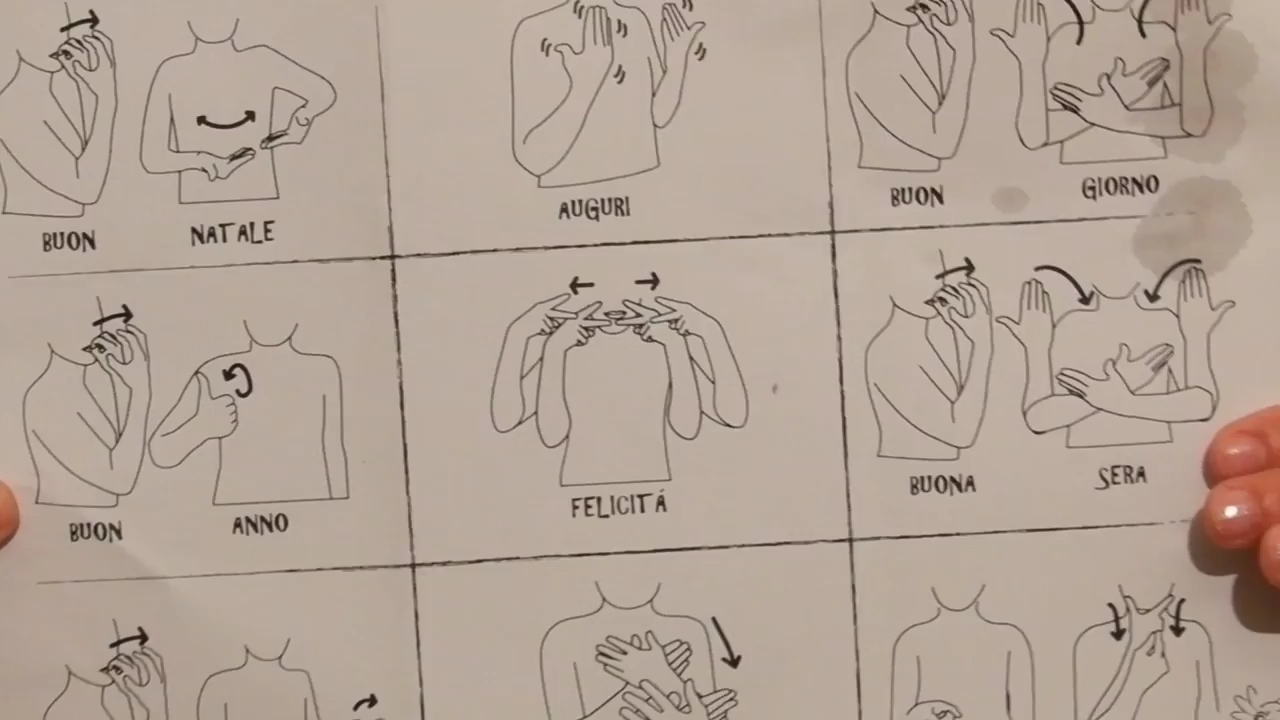 BUON NATALE
AUGURI
BUON GIORNO
BUON ANNO
FELICITÁ
BUONA SERA